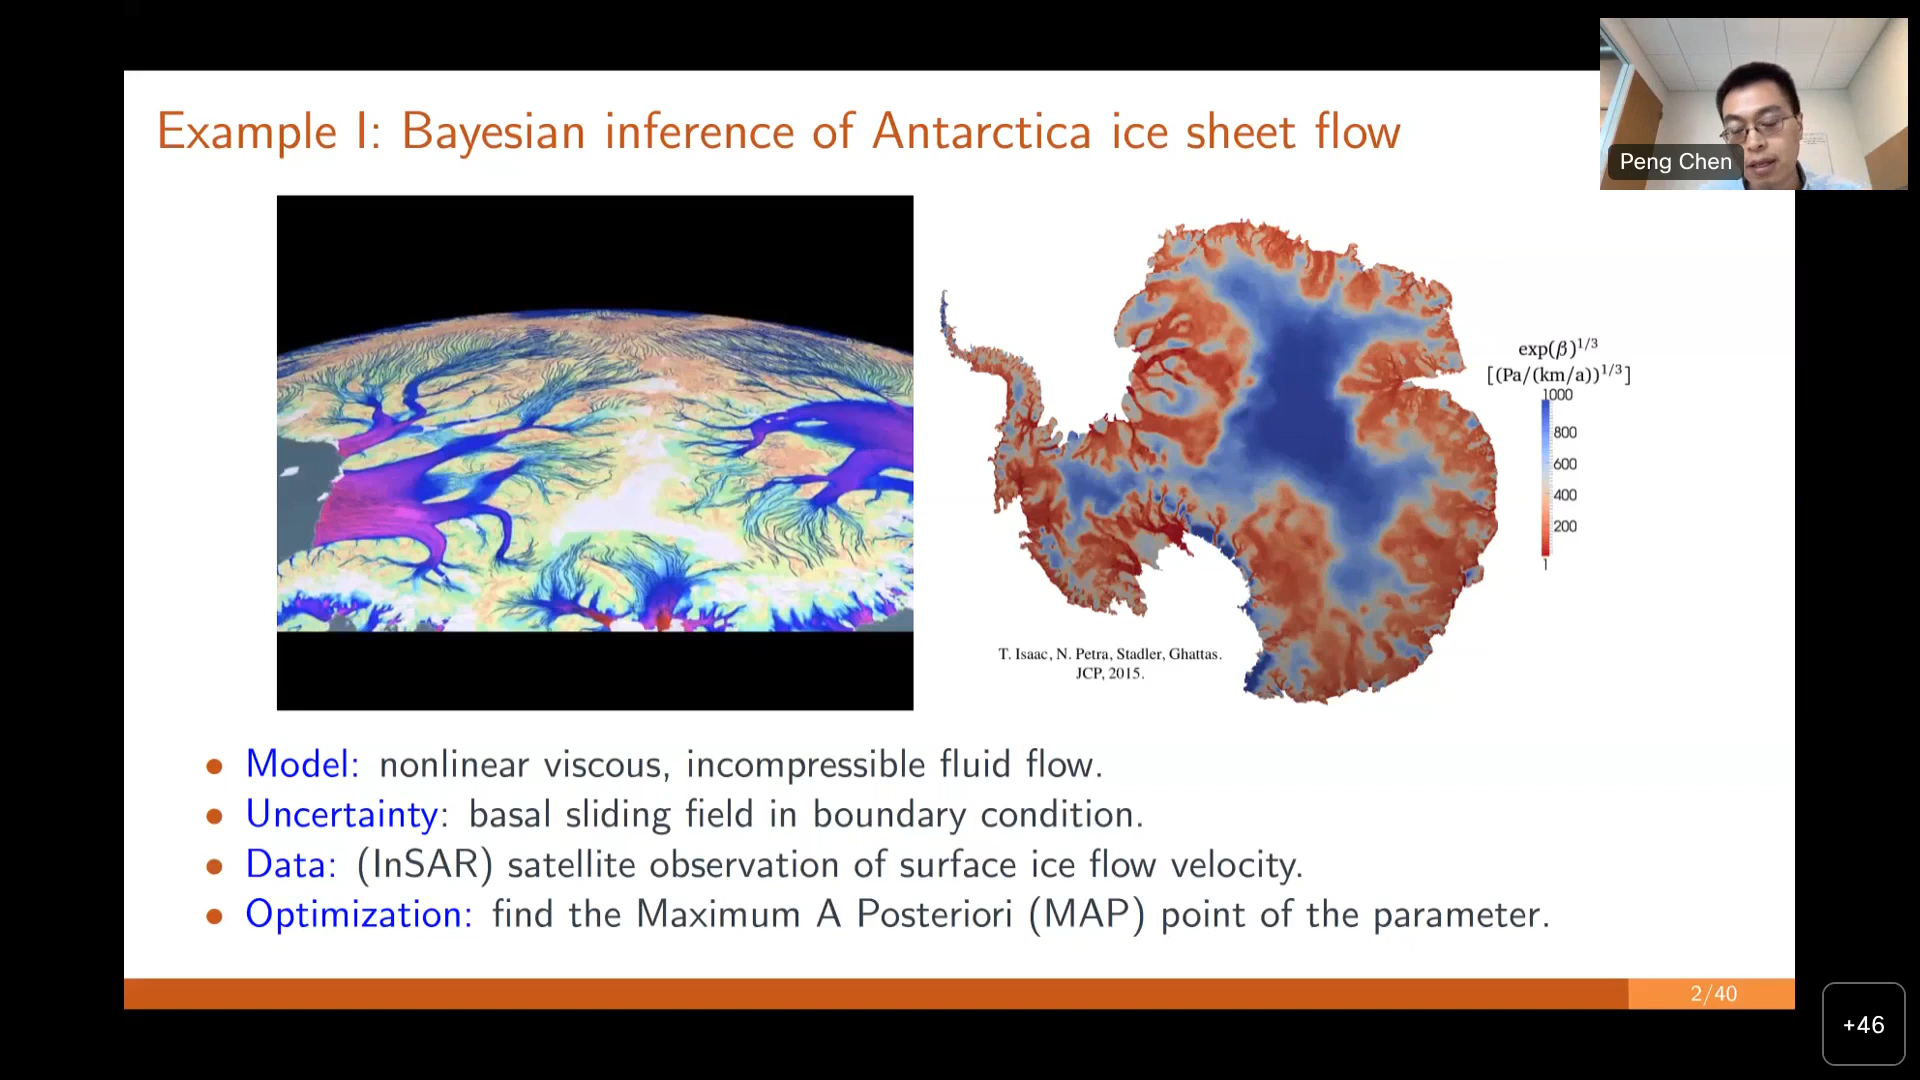 Example I: Bayesian inference of Antarctica ice sheet flow
Peng Chen
exp(β)^1/3
[(Pa/(km/a))^1/3]
1000
800
600
400
200
1
T. Isaac, N. Petra, Stadler, Ghattas.
JCP, 2015.
• Model: nonlinear viscous, incompressible fluid flow.
• Uncertainty: basal sliding field in boundary condition.
• Data: (InSAR) satellite observation of surface ice flow velocity.
• Optimization: find the Maximum A Posteriori (MAP) point of the parameter.
2/40
+46